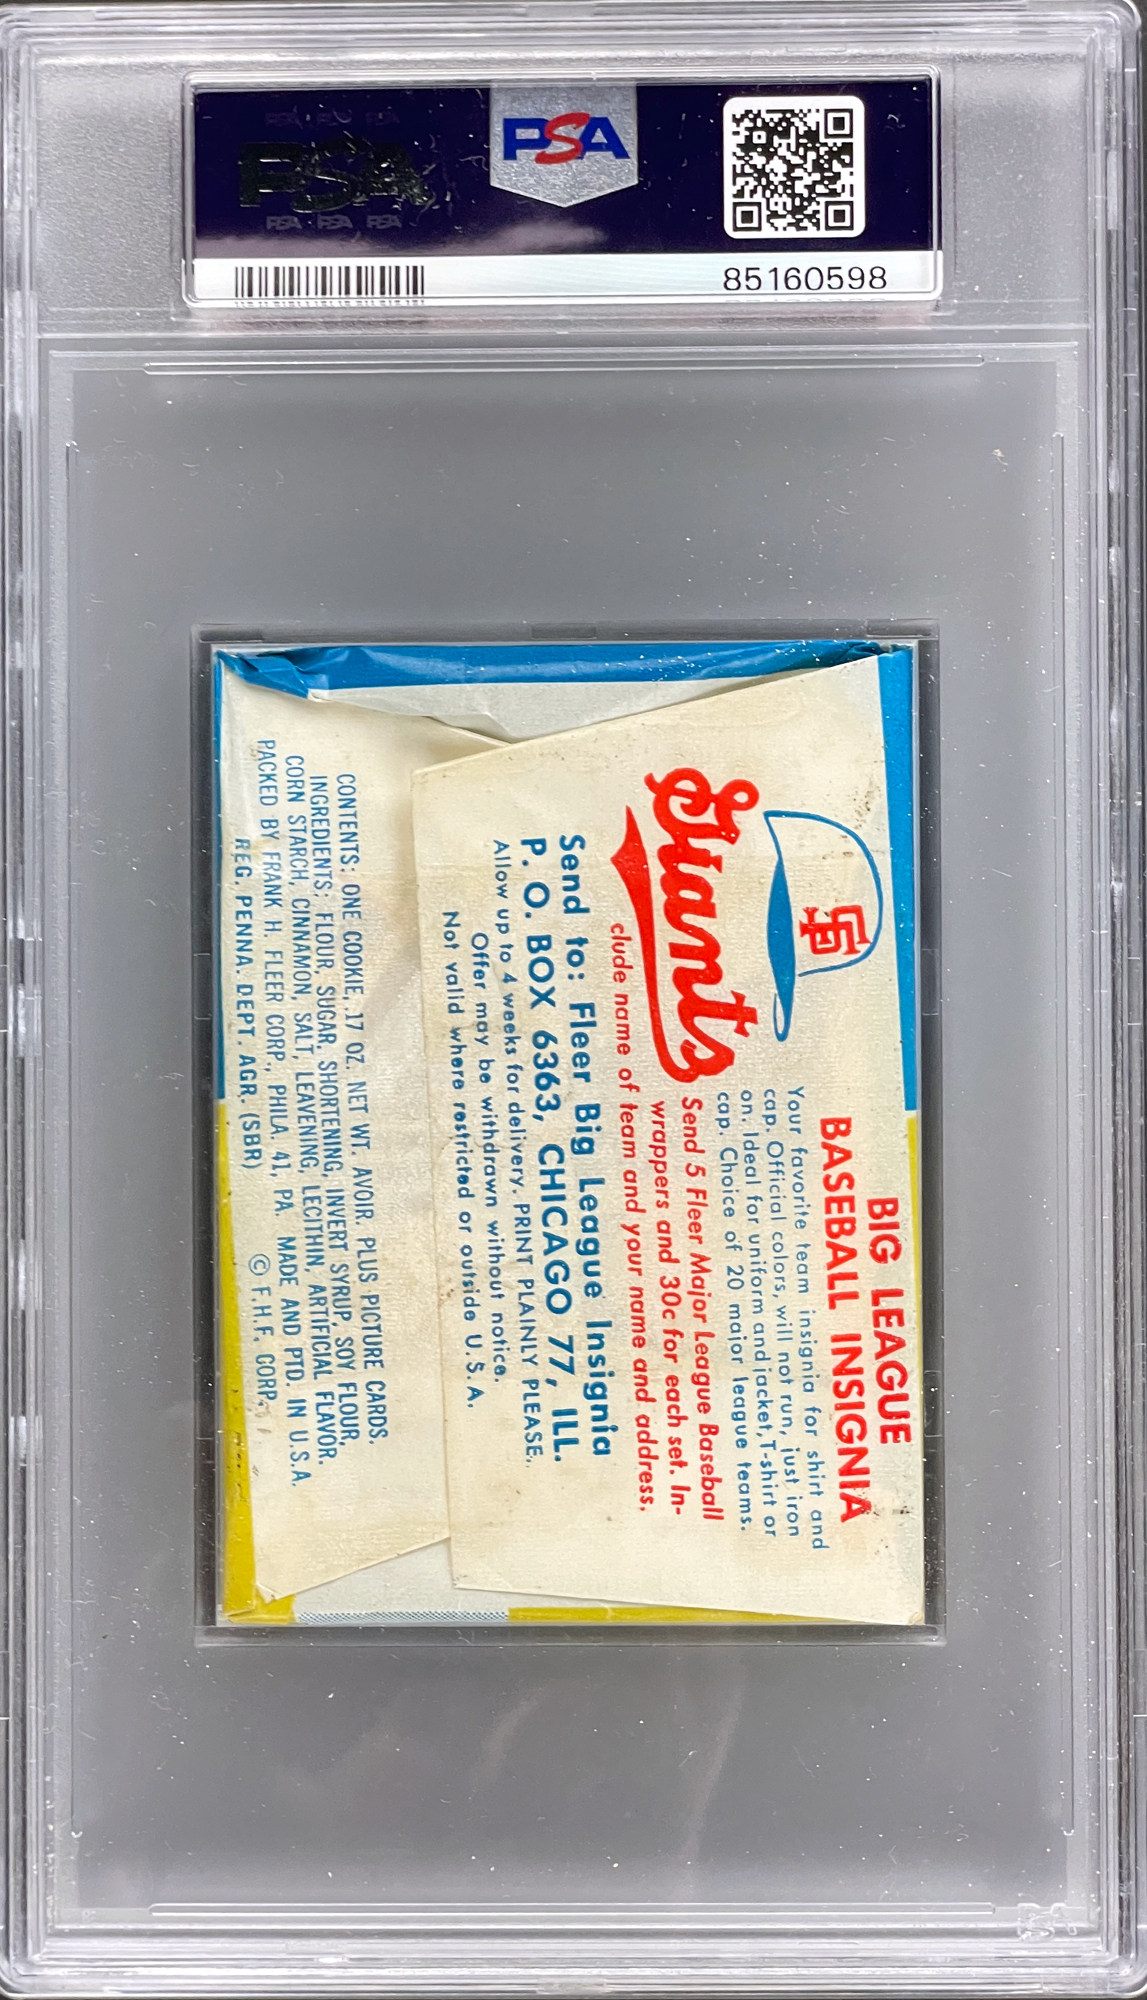 PSA
PSA
PSA PSA PSA
85160598
BIG LEAGUE
BASEBALL INSIGNIA
SF
Your favorite team insignia for shirt and
cap. Official colors, will not run, just iron
on. Ideal for uniform and jacket, T-shirt or
cap. Choice of 20 major league teams.
Giants
Send 5 Fleer Major League Baseball
wrappers and 30c for each set. In-
clude name of team and your name and address.
Send to: Fleer Big League Insignia
P. O. BOX 6363, CHICAGO 77, ILL.
Allow up to 4 weeks for delivery. PRINT PLAINLY PLEASE.
Offer may be withdrawn without notice.
Not valid where restricted or outside U. S. A.
CONTENTS: ONE COOKIE, .17 OZ. NET WT. AVOIR. PLUS PICTURE CARDS.
INGREDIENTS: FLOUR, SUGAR, SHORTENING, INVERT SYRUP, SOY FLOUR,
CORN STARCH, CINNAMON, SALT, LEAVENING, LECITHIN, ARTIFICIAL FLAVOR.
PACKED BY FRANK H. FLEER CORP., PHILA. 41, PA. MADE AND PTD. IN U.S.A.
REG. PENNA. DEPT. AGR. (SBR) © F.H.F. CORP.